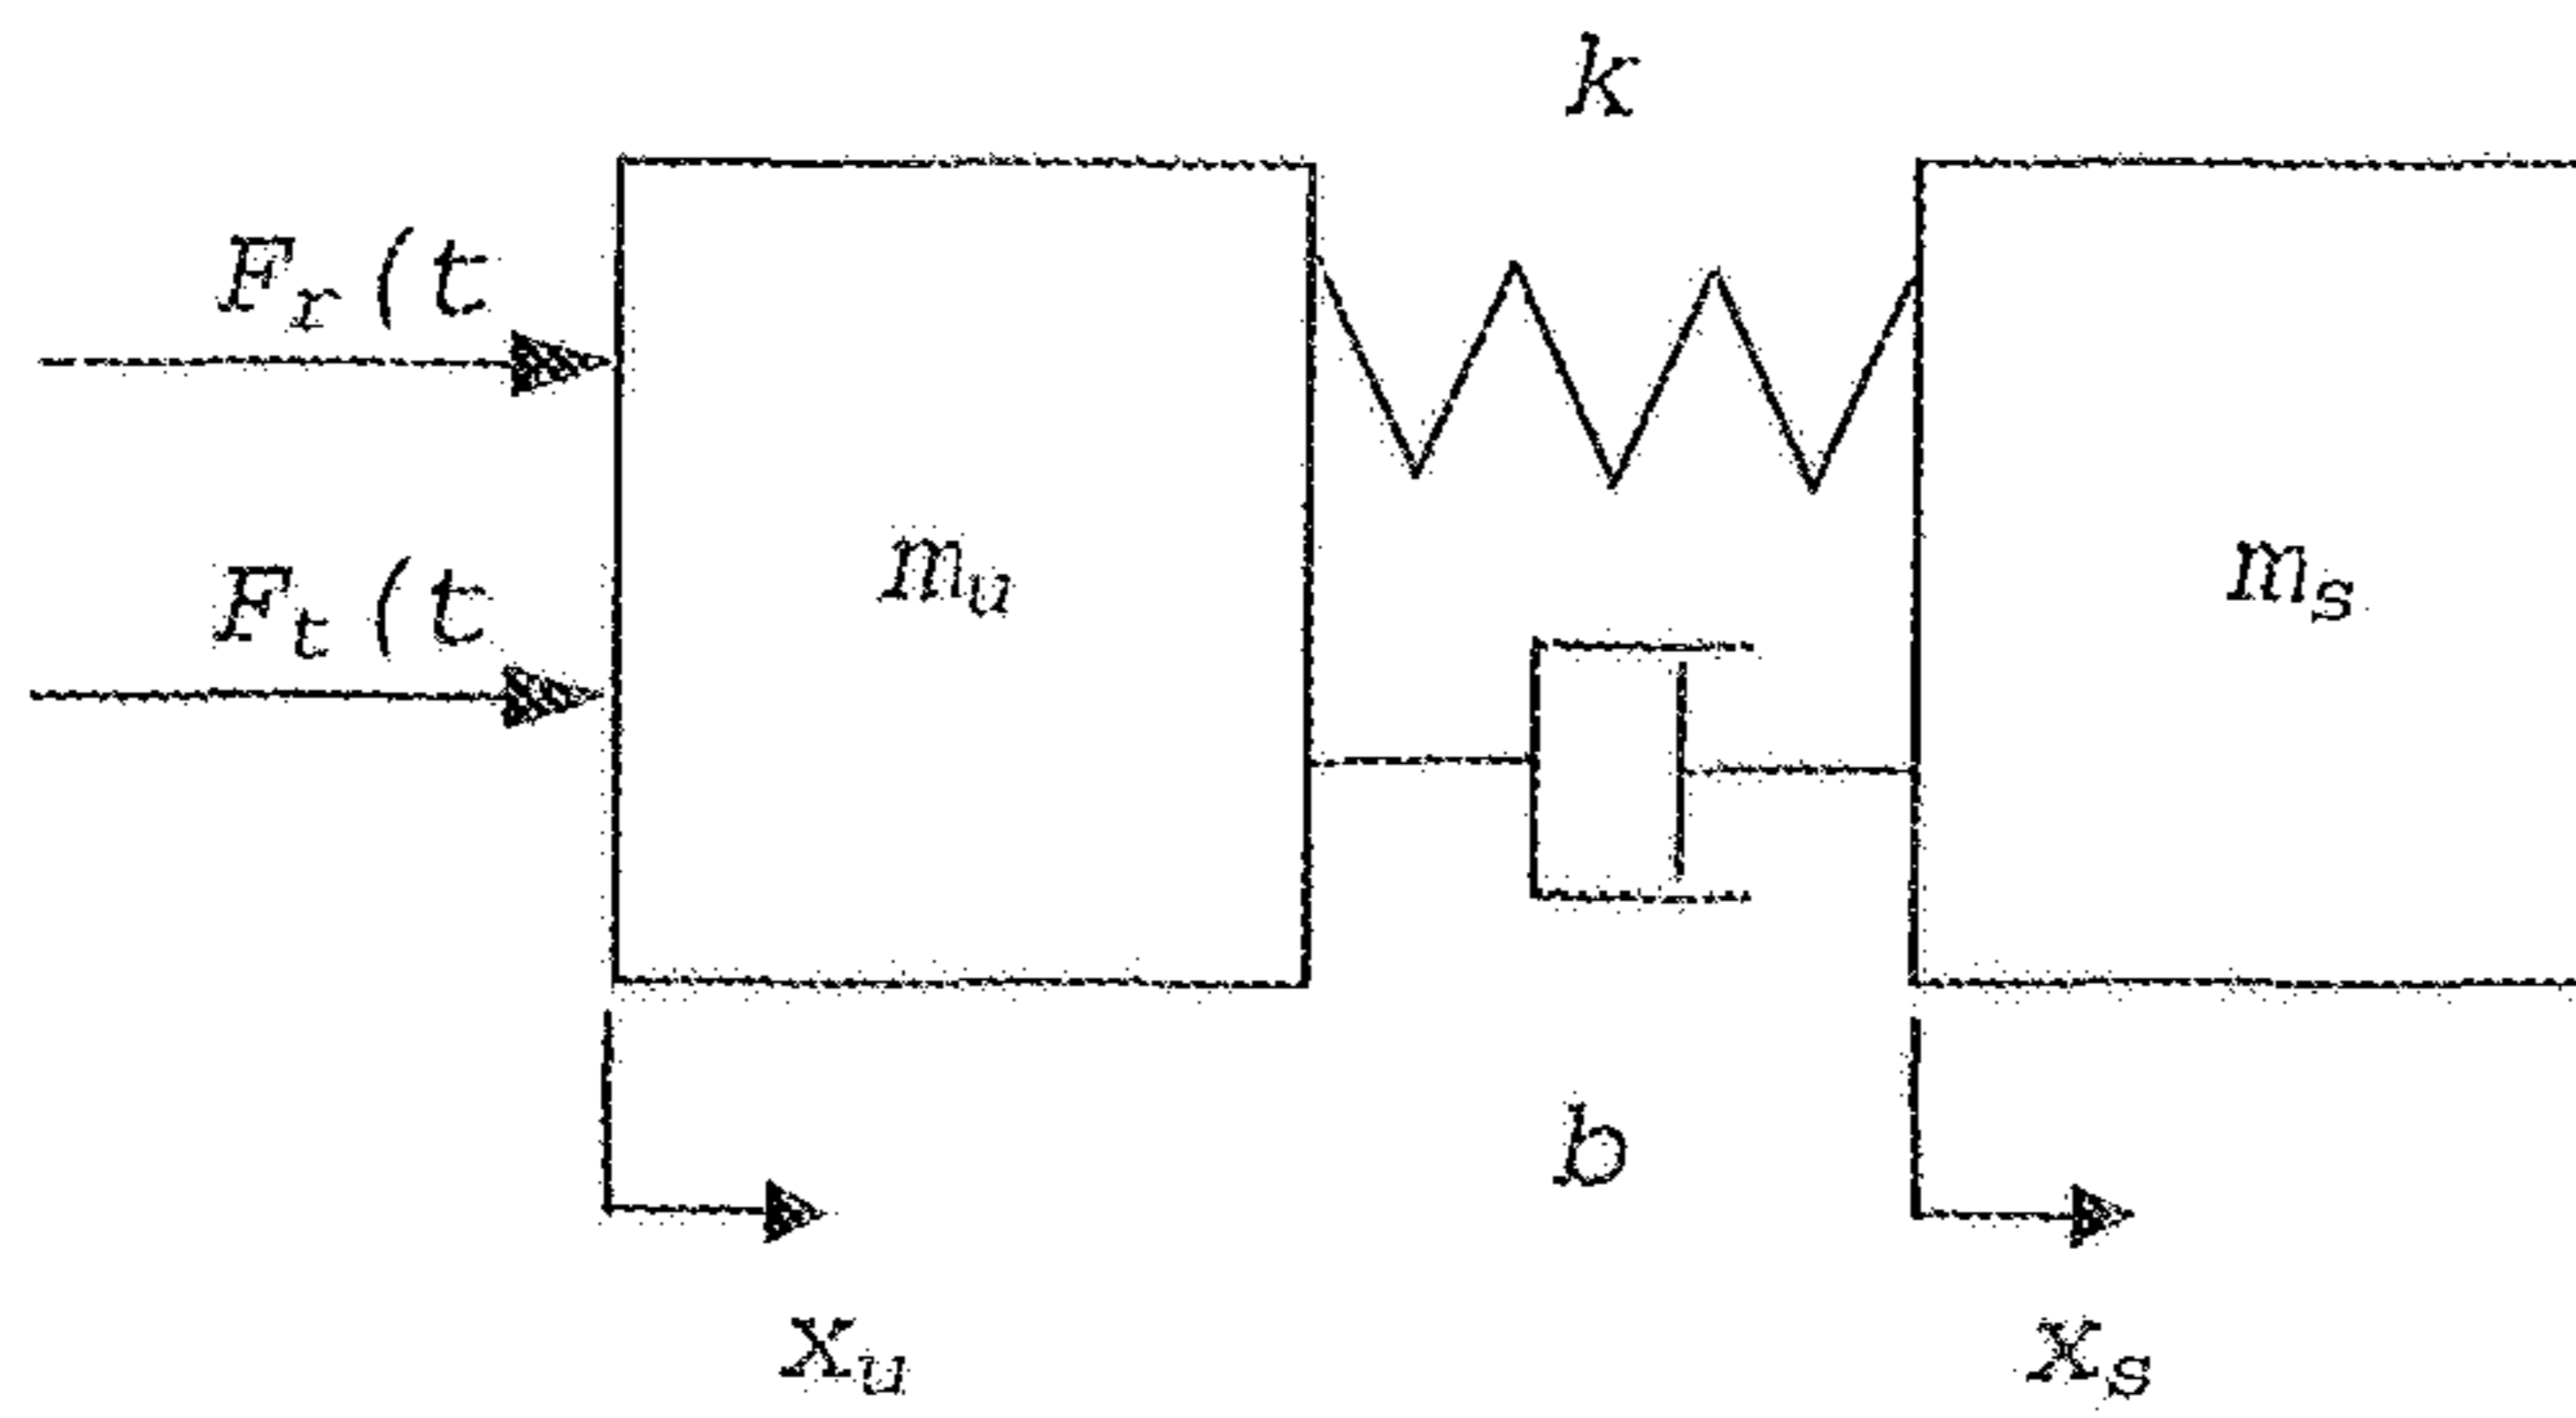 k
F_r (t
m_u
m_s
F_t (t
b
x_u
x_s